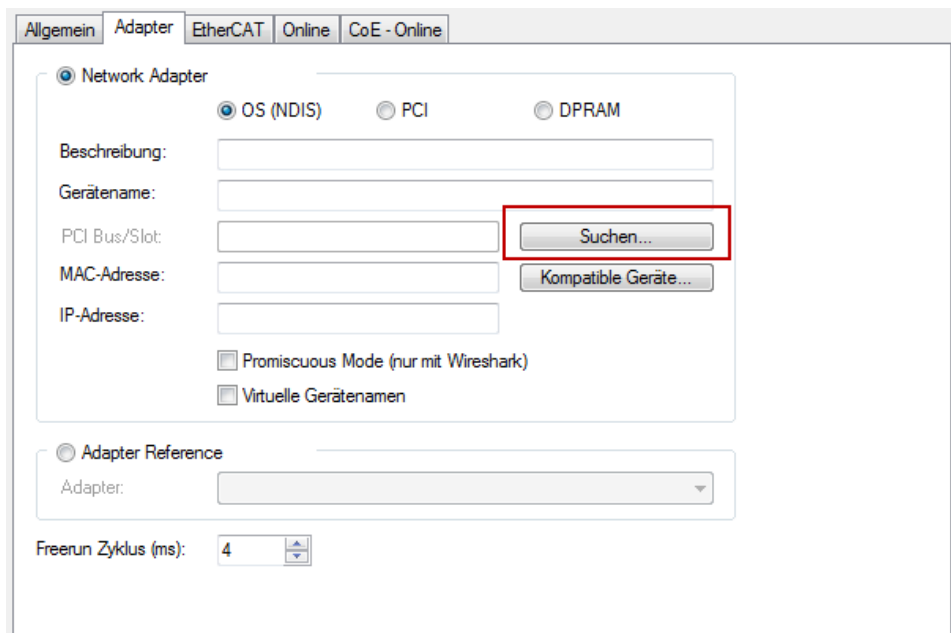 Allgemein Adapter EtherCAT Online CoE - Online
Network Adapter
OS (NDIS) PCI DPRAM
Beschreibung:
Gerätename:
PCI Bus/Slot: Suchen...
MAC-Adresse: Kompatible Geräte...
IP-Adresse:
Promiscuous Mode (nur mit Wireshark)
Virtuelle Gerätenamen
Adapter Reference
Adapter:
Freerun Zyklus (ms): 4